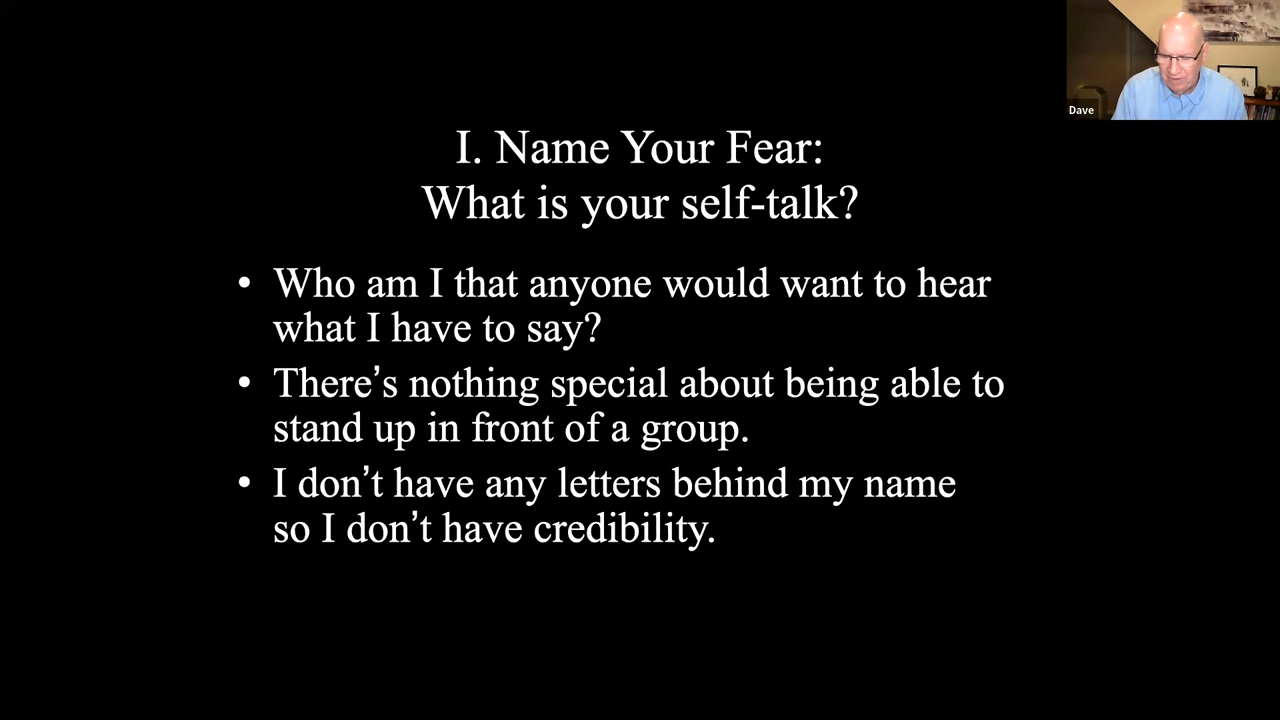 I. Name Your Fear:
What is your self-talk?
• Who am I that anyone would want to hear
what I have to say?
• There’s nothing special about being able to
stand up in front of a group.
• I don’t have any letters behind my name
so I don’t have credibility.
Dave